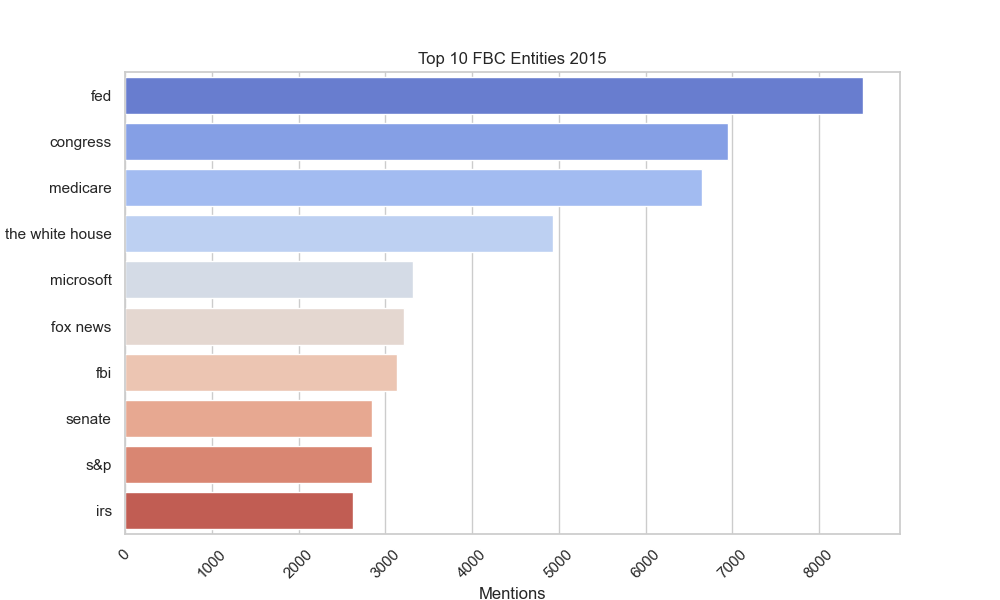 Top 10 FBC Entities 2015
fed
congress
medicare
the white house
microsoft
fox news
fbi
senate
s&p
irs
0 1000 2000 3000 4000 5000 6000 7000 8000
Mentions